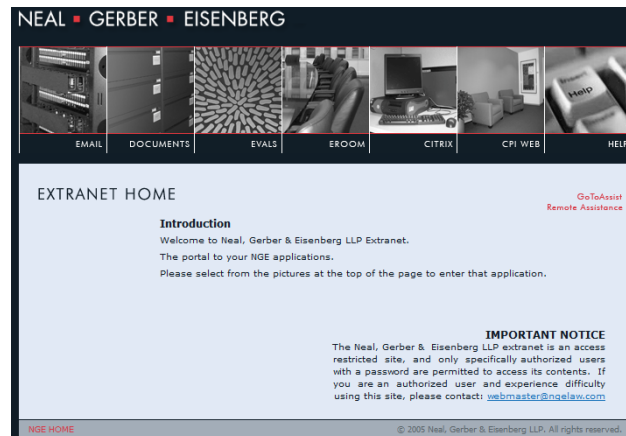 NEAL ▪ GERBER ▪ EISENBERG
EMAIL DOCUMENTS EVALS EROOM CITRIX CPI WEB HELP
Insert
Help
EXTRANET HOME
GoToAssist
Remote Assistance
Introduction
Welcome to Neal, Gerber & Eisenberg LLP Extranet.
The portal to your NGE applications.
Please select from the pictures at the top of the page to enter that application.
IMPORTANT NOTICE
The Neal, Gerber & Eisenberg LLP extranet is an access
restricted site, and only specifically authorized users
with a password are permitted to access its contents. If
you are an authorized user and experience difficulty
using this site, please contact: webmaster@ngelaw.com
NGE HOME
© 2005 Neal, Gerber & Eisenberg LLP. All rights reserved.